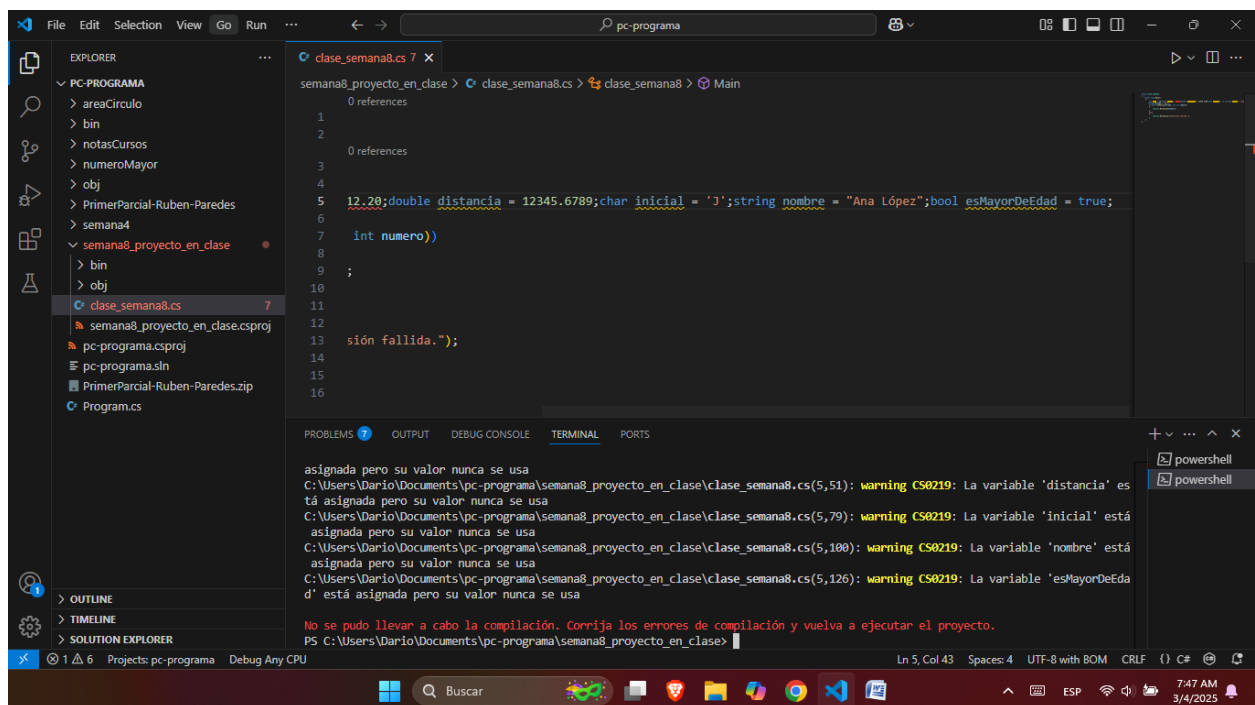 File Edit Selection View Go Run ··· pc-programa
EXPLORER ···
PC-PROGRAMA
areaCirculo
bin
notasCursos
numeroMayor
obj
PrimerParcial-Ruben-Paredes
semana4
semana8_proyecto_en_clase
bin
obj
clase_semana8.cs 7
semana8_proyecto_en_clase.csproj
pc-programa.csproj
pc-programa.sln
PrimerParcial-Ruben-Paredes.zip
Program.cs
OUTLINE
TIMELINE
SOLUTION EXPLORER
clase_semana8.cs 7
semana8_proyecto_en_clase > clase_semana8.cs > clase_semana8 > Main
0 references
1
2
0 references
3
4
5 12.20;double distancia = 12345.6789;char inicial = 'J';string nombre = "Ana López";bool esMayorDeEdad = true;
6
7 int numero))
8
9 ;
10
11
12
13 sión fallida.");
14
15
16
PROBLEMS 7 OUTPUT DEBUG CONSOLE TERMINAL PORTS
powershell
powershell
asignada pero su valor nunca se usa
C:\Users\Dario\Documents\pc-programa\semana8_proyecto_en_clase\clase_semana8.cs(5,51): warning CS0219: La variable 'distancia' es
tá asignada pero su valor nunca se usa
C:\Users\Dario\Documents\pc-programa\semana8_proyecto_en_clase\clase_semana8.cs(5,79): warning CS0219: La variable 'inicial' está
asignada pero su valor nunca se usa
C:\Users\Dario\Documents\pc-programa\semana8_proyecto_en_clase\clase_semana8.cs(5,100): warning CS0219: La variable 'nombre' está
asignada pero su valor nunca se usa
C:\Users\Dario\Documents\pc-programa\semana8_proyecto_en_clase\clase_semana8.cs(5,126): warning CS0219: La variable 'esMayorDeEda
d' está asignada pero su valor nunca se usa
No se pudo llevar a cabo la compilación. Corrija los errores de compilación y vuelva a ejecutar el proyecto.
PS C:\Users\Dario\Documents\pc-programa\semana8_proyecto_en_clase>
1 6 Projects: pc-programa Debug Any CPU Ln 5, Col 43 Spaces: 4 UTF-8 with BOM CRLF {} C#
Buscar ESP 7:47 AM
3/4/2025